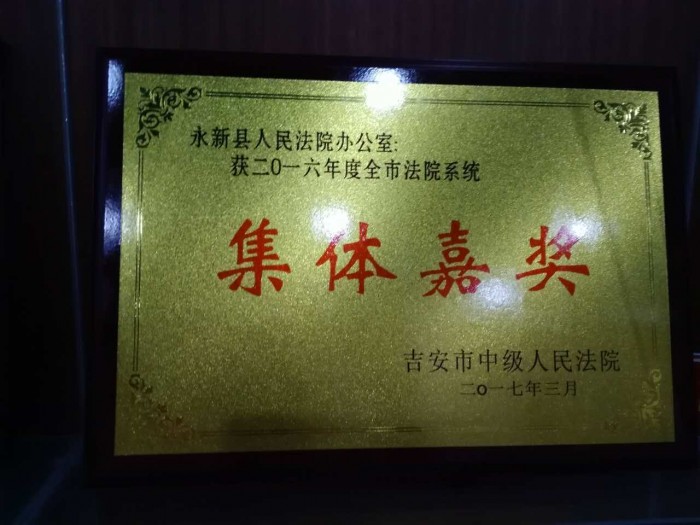 永新县人民法院办公室:
获二0一六年度全市法院系统
集体嘉奖
吉安市中级人民法院
二0一七年三月